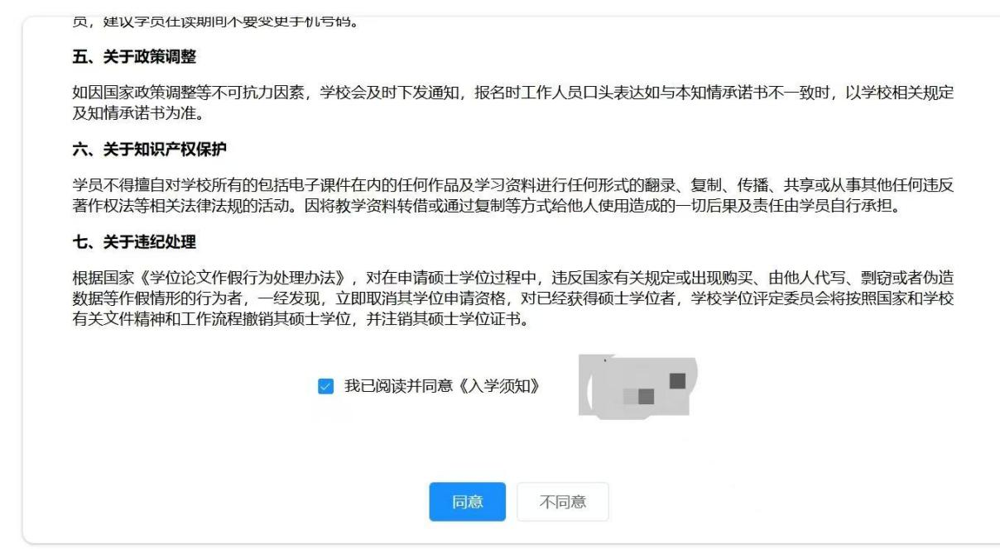 员，建议学员在读期间不要变更手机号码。
五、关于政策调整
如因国家政策调整等不可抗力因素，学校会及时下发通知，报名时工作人员口头表达如与本知情承诺书不一致时，以学校相关规定
及知情承诺书为准。
六、关于知识产权保护
学员不得擅自对学校所有的包括电子课件在内的任何作品及学习资料进行任何形式的翻录、复制、传播、共享或从事其他任何违反
著作权法等相关法律法规的活动。因将教学资料转借或通过复制等方式给他人使用造成的一切后果及责任由学员自行承担。
七、关于违纪处理
根据国家《学位论文作假行为处理办法》，对在申请硕士学位过程中，违反国家有关规定或出现购买、由他人代写、剽窃或者伪造
数据等作假情形的行为者，一经发现，立即取消其学位申请资格，对已经获得硕士学位者，学校学位评定委员会将按照国家和学校
有关文件精神和工作流程撤销其硕士学位，并注销其硕士学位证书。
我已阅读并同意《入学须知》
同意 不同意